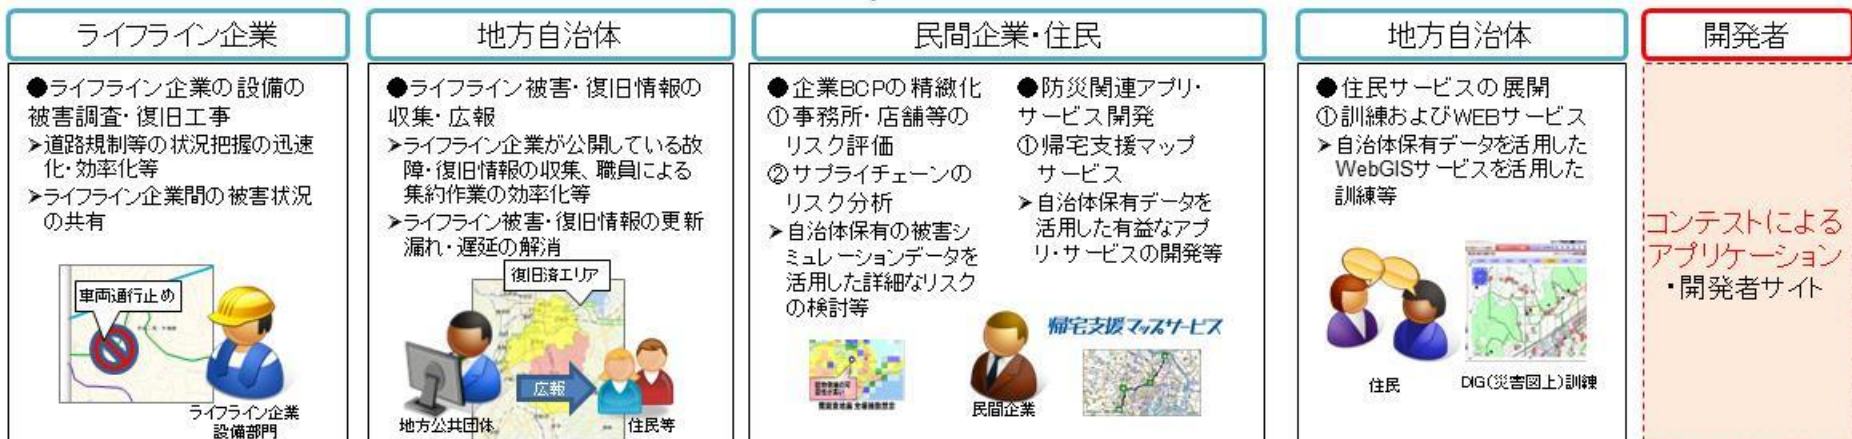 ライフライン企業
●ライフライン企業の設備の
被害調査・復旧工事
➢道路規制等の状況把握の迅速
化・効率化等
➢ライフライン企業間の被害状況
の共有
車両通行止め
ライフライン企業
設備部門
地方自治体
●ライフライン被害・復旧情報の
収集・広報
➢ライフライン企業が公開している故
障・復旧情報の収集、職員による
集約作業の効率化等
➢ライフライン被害・復旧情報の更新
漏れ・遅延の解消
復旧済エリア
広報
地方公共団体
住民等
民間企業・住民
●企業BCPの精緻化
①事務所・店舗等の
リスク評価
②サプライチェーンの
リスク分析
➢自治体保有の被害シ
ミュレーションデータを
活用した詳細なリスク
の検討等
●防災関連アプリ・
サービス開発
①帰宅支援マップ
サービス
➢自治体保有データを
活用した有益なアプ
リ・サービスの開発等
帰宅支援マップサービス
民間企業
地方自治体
●住民サービスの展開
①訓練およびWEBサービス
➢自治体保有データを活用した
WebGISサービスを活用した
訓練等
住民
DIG(災害図上)訓練
開発者
コンテストによる
アプリケーション
・開発者サイト